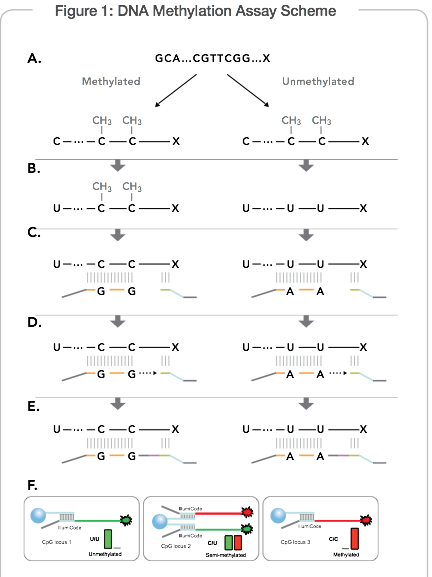 Figure 1: DNA Methylation Assay Scheme
A.
GCA...CGTTCGG...X
Methylated
Unmethylated
CH3 CH3
CH3 CH3
C—···—C—C—X
C—···—C—C—X
B.
CH3 CH3
U—···—C—C—X
U—···—U—U—X
C.
U—···—C—C—X
U—···—U—U—X
G—G
A—A
D.
U—···—C—C—X
U—···—U—U—X
G—G
A—A
E.
U—···—C—C—X
U—···—U—U—X
G—G
A—A
F.
IllumiCode
CpG locus 1
U/U
Unmethylated
IllumiCode
IllumiCode
CpG locus 2
C/U
Semi-methylated
IllumiCode
CpG locus 3
C/C
Methylated